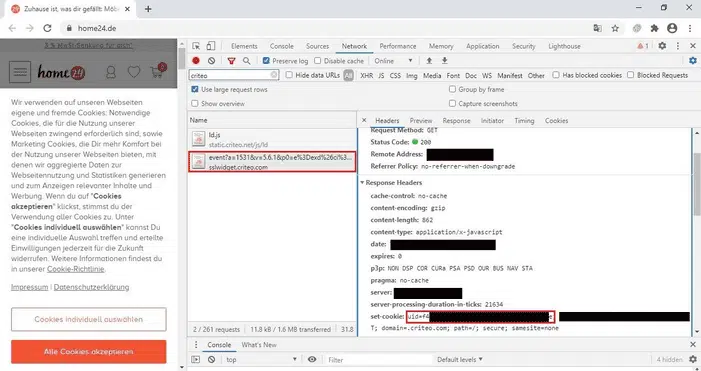 Zuhause ist, was dir gefällt: Möb
home24.de
home24
2
Wir verwenden auf unseren Webseiten
eigene und fremde Cookies: Notwendige
Cookies, die für die Nutzung unserer
Webseiten zwingend erforderlich sind, sowie
Marketing Cookies, die Dir mehr Komfort bei
der Nutzung unserer Webseiten bieten, mit
denen wir aggregierte Daten zur
Webseitennutzung und Statistiken generieren
und zum Anzeigen relevanter Inhalte und
Werbung. Wenn du auf "Cookies
akzeptieren" klickst, stimmst du der
Verwendung aller Cookies zu. Unter
"Cookies individuell auswählen" kannst Du
eine individuelle Auswahl treffen und erteilte
Einwilligungen jederzeit für die Zukunft
widerrufen. Weitere Informationen findest du
in unserer Cookie-Richtlinie.
Impressum | Datenschutzerklärung
Cookies individuell auswählen
Alle Cookies akzeptieren
Elements Console Sources Network Performance Memory Application Security Lighthouse 1
Preserve log Disable cache Online
criteo Hide data URLs All XHR JS CSS Img Media Font Doc WS Manifest Other Has blocked cookies Blocked Requests
Use large request rows Group by frame
Show overview Capture screenshots
Name
ld.js
static.criteo.net/js/ld
event?a=1531&v=5.6.1&p0=e%3Dexd%26ci%3...
sslwidget.criteo.com
2 / 261 requests 11.8 kB / 1.6 MB transferred 31.8
Headers Preview Response Initiator Timing Cookies
Request Method: GET
Status Code: 200
Remote Address:
Referrer Policy: no-referrer-when-downgrade
Response Headers
cache-control: no-cache
content-encoding: gzip
content-length: 862
content-type: application/x-javascript
date:
expires: 0
p3p: NON DSP COR CURa PSA PSD OUR BUS NAV STA
pragma: no-cache
server:
server-processing-duration-in-ticks: 21634
set-cookie: uid=f4
T; domain=.criteo.com; path=/; secure; samesite=none
Console What's New
top Filter Default levels 4 hidden